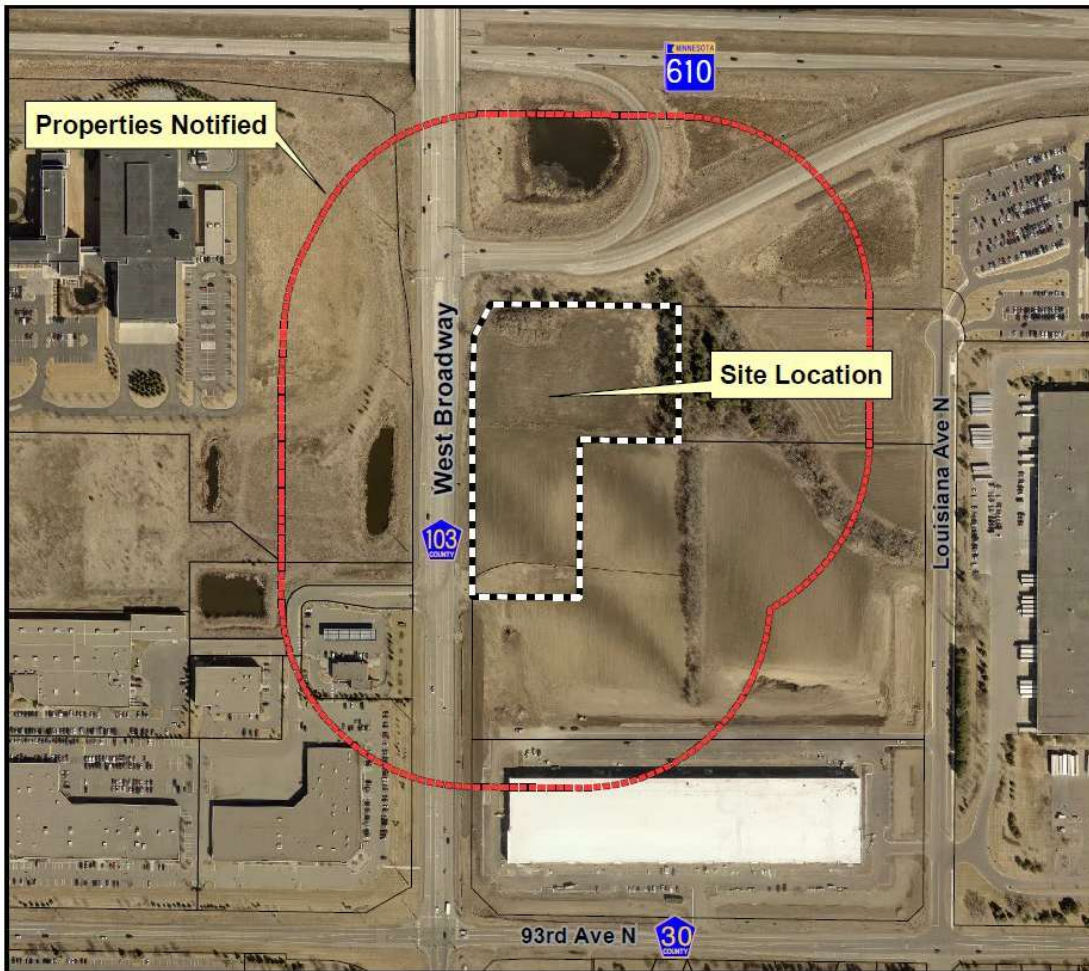 MINNESOTA
610
Properties Notified
Site Location
West Broadway
103
COUNTY
Louisiana Ave N
93rd Ave N
30
COUNTY